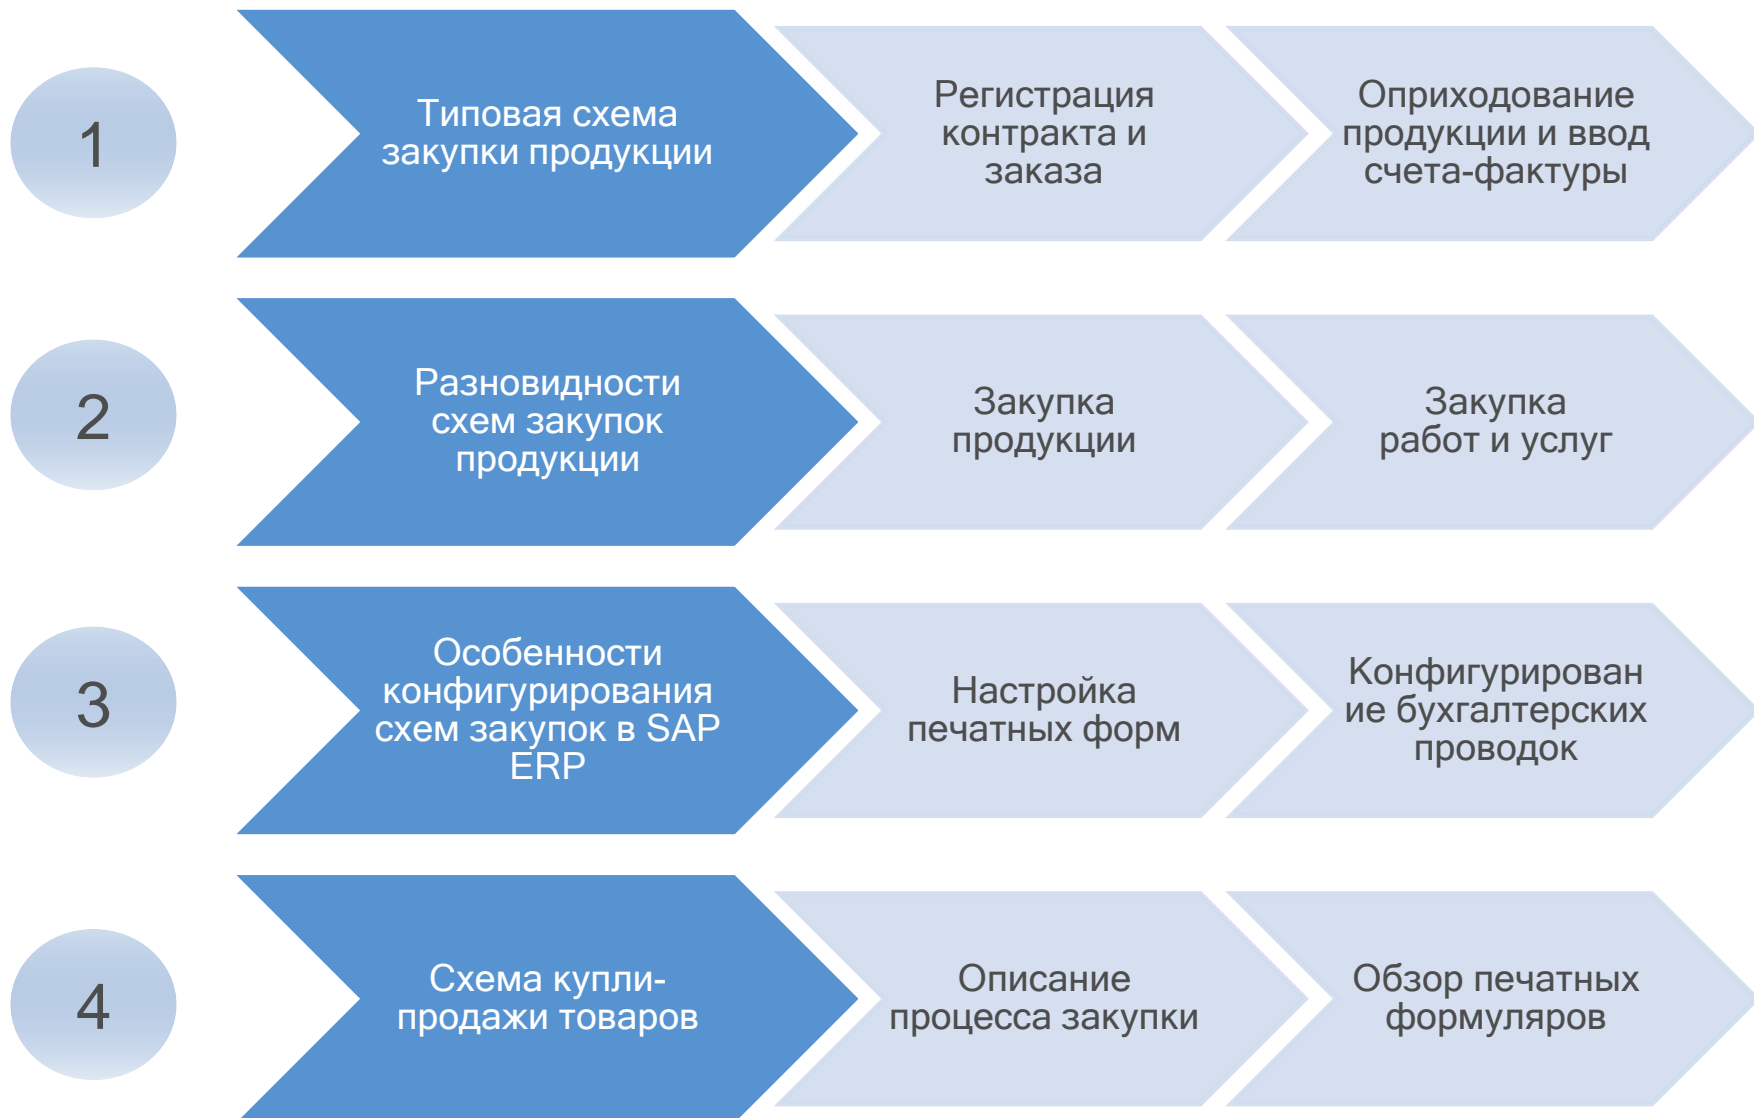 1
Типовая схема
закупки продукции
Регистрация
контракта и
заказа
Оприходование
продукции и ввод
счета-фактуры
2
Разновидности
схем закупок
продукции
Закупка
продукции
Закупка
работ и услуг
3
Особенности
конфигурирования
схем закупок в SAP
ERP
Настройка
печатных форм
Конфигурирован
ие бухгалтерских
проводок
4
Схема купли-
продажи товаров
Описание
процесса закупки
Обзор печатных
формуляров